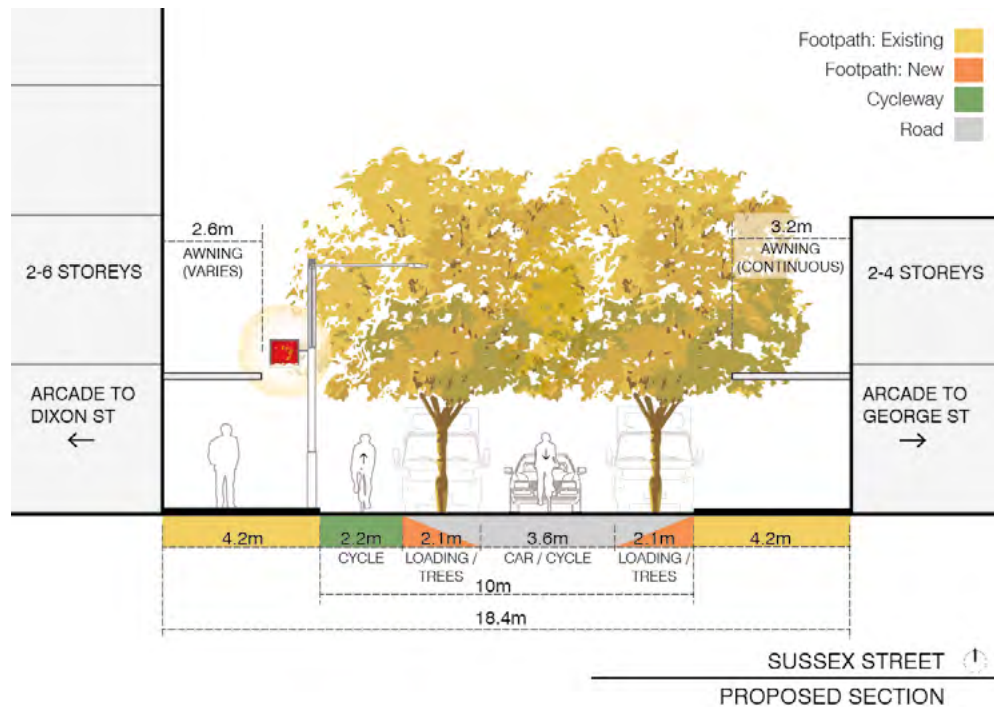 Footpath: Existing
Footpath: New
Cycleway
Road
2.6m
AWNING
(VARIES)
3.2m
AWNING
(CONTINUOUS)
2-6 STOREYS
2-4 STOREYS
ARCADE TO
DIXON ST
←
ARCADE TO
GEORGE ST
→
4.2m
2.2m
2.1m
3.6m
2.1m
4.2m
CYCLE
LOADING /
TREES
CAR / CYCLE
LOADING /
TREES
10m
18.4m
SUSSEX STREET
PROPOSED SECTION